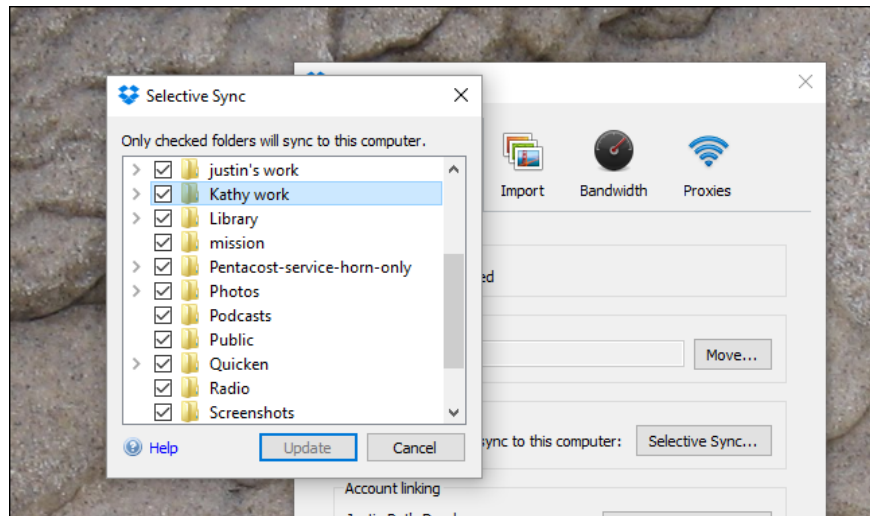 Selective Sync
Only checked folders will sync to this computer.
justin's work
Kathy work
Library
mission
Pentacost-service-horn-only
Photos
Podcasts
Public
Quicken
Radio
Screenshots
Help
Update
Cancel
Import
Bandwidth
Proxies
Move...
sync to this computer:
Selective Sync...
Account linking